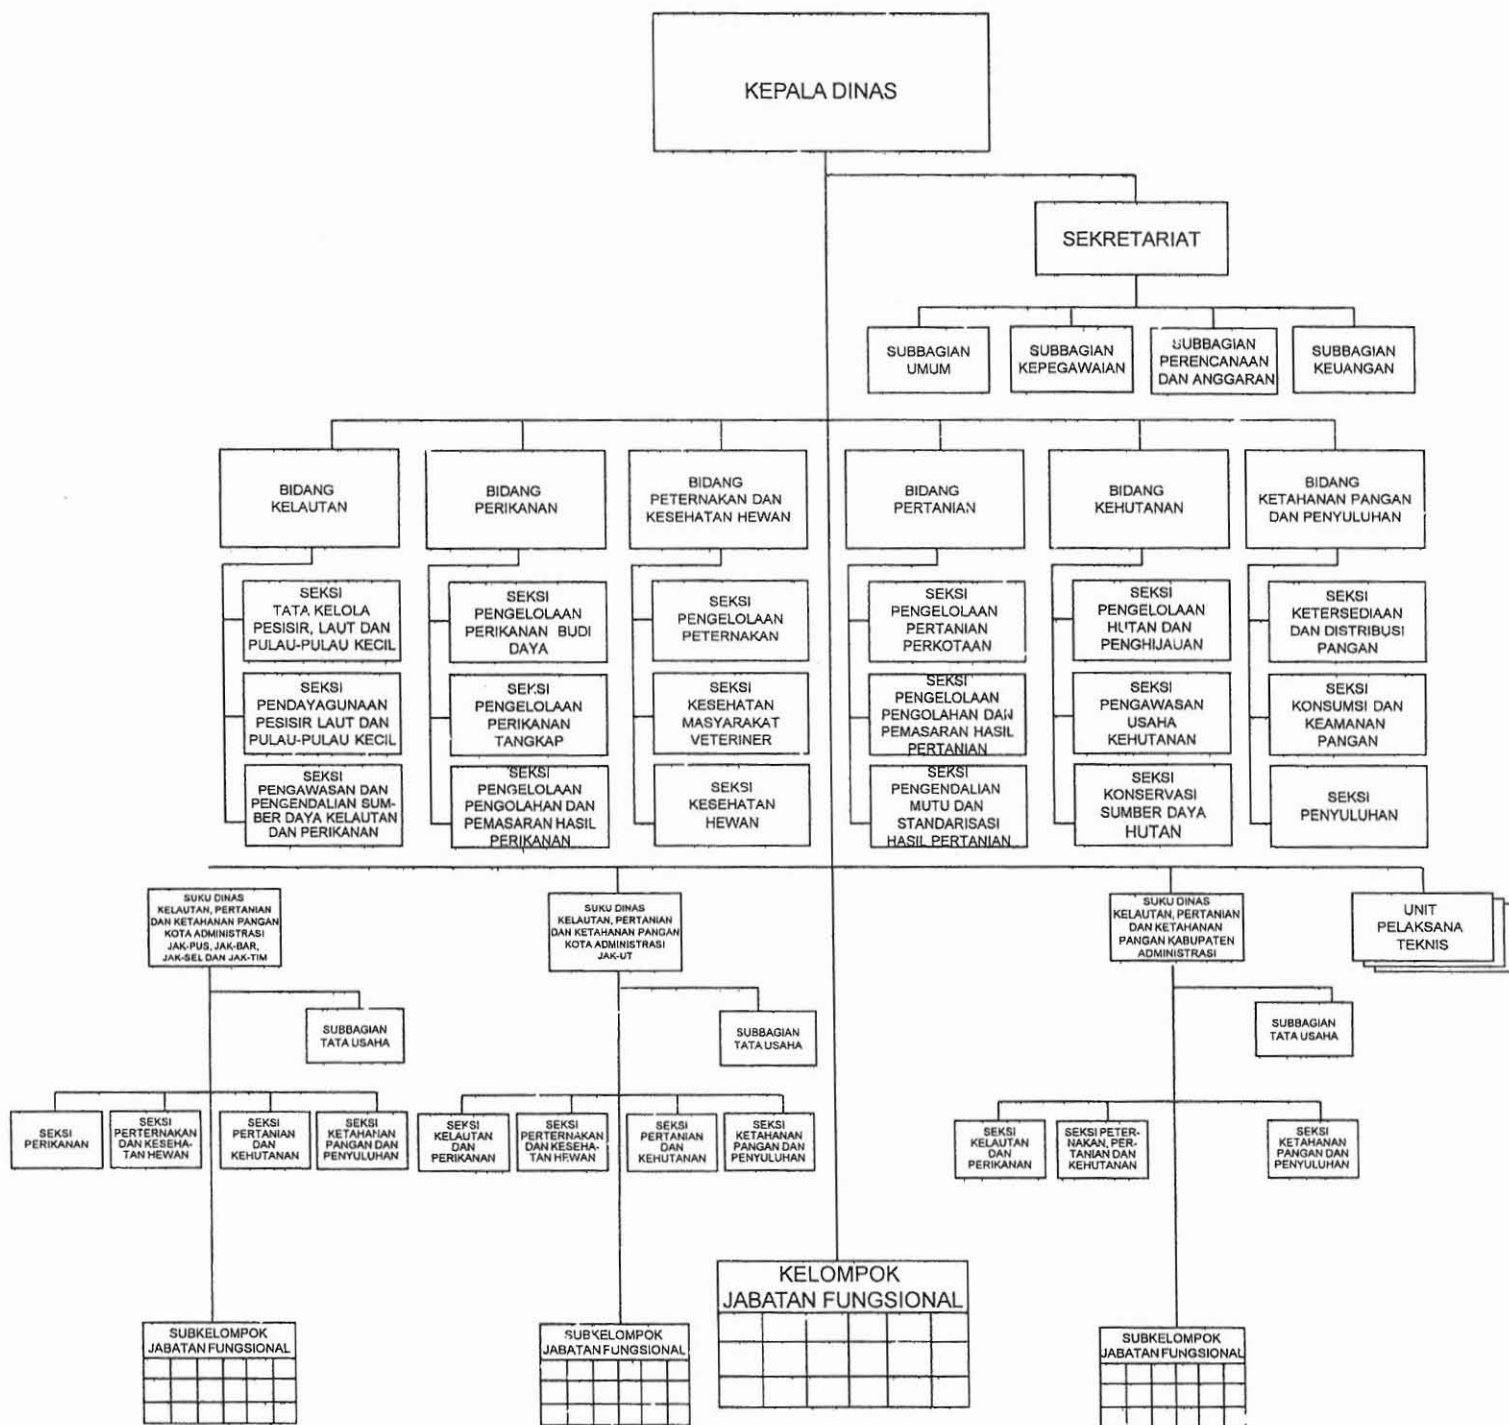 KEPALA DINAS
SEKRETARIAT
SUBBAGIAN
UMUM
SUBBAGIAN
KEPEGAWAIAN
SUBBAGIAN
PERENCANAAN
DAN ANGGARAN
SUBBAGIAN
KEUANGAN
BIDANG
KELAUTAN
BIDANG
PERIKANAN
BIDANG
PETERNAKAN DAN
KESEHATAN HEWAN
BIDANG
PERTANIAN
BIDANG
KEHUTANAN
BIDANG
KETAHANAN PANGAN
DAN PENYULUHAN
SEKSI
TATA KELOLA
PESISIR, LAUT DAN
PULAU-PULAU KECIL
SEKSI
PENGELOLAAN
PERIKANAN BUDI
DAYA
SEKSI
PENGELOLAAN
PETERNAKAN
SEKSI
PENGELOLAAN
PERTANIAN
PERKOTAAN
SEKSI
PENGELOLAAN
HUTAN DAN
PENGHIJAUAN
SEKSI
KETERSEDIAAN
DAN DISTRIBUSI
PANGAN
SEKSI
PENDAYAGUNAAN
PESISIR LAUT DAN
PULAU-PULAU KECIL
SEKSI
PENGELOLAAN
PERIKANAN
TANGKAP
SEKSI
KESEHATAN
MASYARAKAT
VETERINER
SEKSI
PENGELOLAAN
PENGOLAHAN DAN
PEMASARAN HASIL
PERTANIAN
SEKSI
PENGAWASAN
USAHA
KEHUTANAN
SEKSI
KONSUMSI DAN
KEAMANAN
PANGAN
SEKSI
PENGAWASAN DAN
PENGENDALIAN SUM-
BER DAYA KELAUTAN
DAN PERIKANAN
SEKSI
PENGELOLAAN
PENGOLAHAN DAN
PEMASARAN HASIL
PERIKANAN
SEKSI
KESEHATAN
HEWAN
SEKSI
PENGENDALIAN
MUTU DAN
STANDARISASI
HASIL PERTANIAN
SEKSI
KONSERVASI
SUMBER DAYA
HUTAN
SEKSI
PENYULUHAN
SUKU DINAS
KELAUTAN, PERTANIAN
DAN KETAHANAN PANGAN
KOTA ADMINISTRASI
JAK-PUS, JAK-BAR,
JAK-SEL DAN JAK-TIM
SUKU DINAS
KELAUTAN, PERTANIAN
DAN KETAHANAN PANGAN
KOTA ADMINISTRASI
JAK-UT
SUKU DINAS
KELAUTAN, PERTANIAN
DAN KETAHANAN
PANGAN KABUPATEN
ADMINISTRASI
UNIT
PELAKSANA
TEKNIS
SUBBAGIAN
TATA USAHA
SUBBAGIAN
TATA USAHA
SUBBAGIAN
TATA USAHA
SEKSI
PERIKANAN
SEKSI
PERTERNAKAN
DAN KESEHA-
TAN HEWAN
SEKSI
PERTANIAN
DAN
KEHUTANAN
SEKSI
KETAHANAN
PANGAN DAN
PENYULUHAN
SEKSI
KELAUTAN
DAN
PERIKANAN
SEKSI
PERTERNAKAN
DAN KESEHA-
TAN HEWAN
SEKSI
PERTANIAN
DAN
KEHUTANAN
SEKSI
KETAHANAN
PANGAN DAN
PENYULUHAN
SEKSI
KELAUTAN
DAN
PERIKANAN
SEKSI PETER-
NAKAN, PER-
TANIAN DAN
KEHUTANAN
SEKSI
KETAHANAN
PANGAN DAN
PENYULUHAN
KELOMPOK
JABATAN FUNGSIONAL
SUBKELOMPOK
JABATAN FUNGSIONAL
SUBKELOMPOK
JABATAN FUNGSIONAL
SUBKELOMPOK
JABATAN FUNGSIONAL